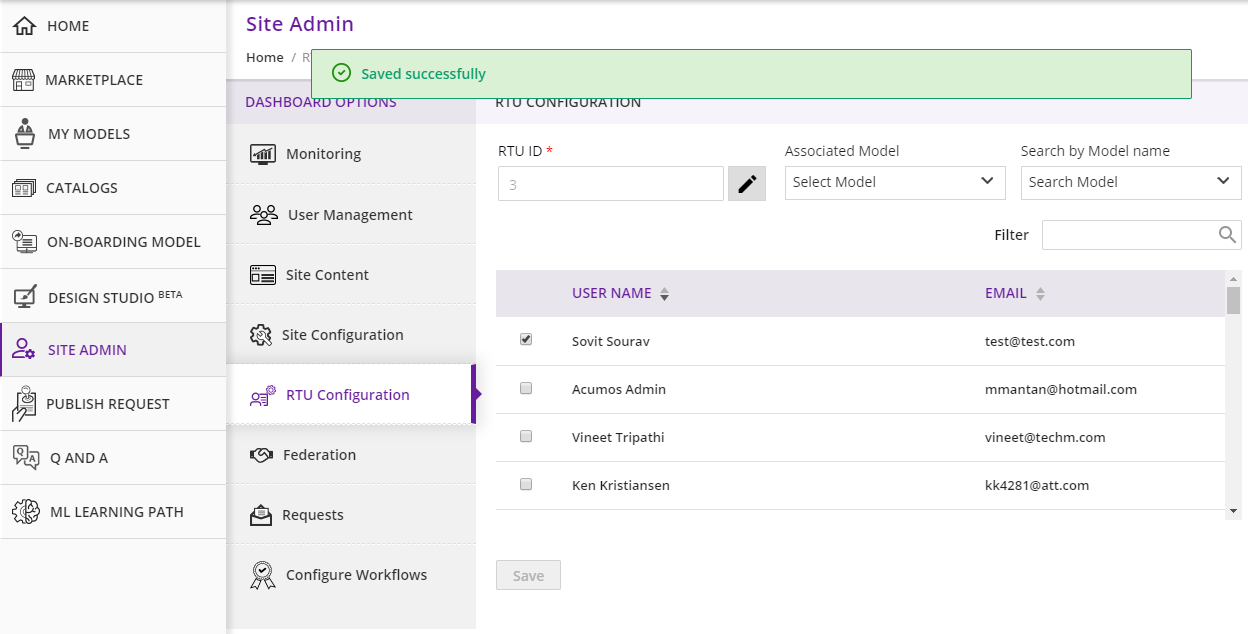 HOME
MARKETPLACE
MY MODELS
CATALOGS
ON-BOARDING MODEL
DESIGN STUDIO BETA
SITE ADMIN
PUBLISH REQUEST
Q AND A
ML LEARNING PATH
Site Admin
Home / R
Saved successfully
DASHBOARD OPTIONS
Monitoring
User Management
Site Content
Site Configuration
RTU Configuration
Federation
Requests
Configure Workflows
RTU CONFIGURATION
RTU ID *
3
Associated Model
Select Model
Search by Model name
Search Model
Filter
USER NAME EMAIL
Sovit Sourav test@test.com
Acumos Admin mmantan@hotmail.com
Vineet Tripathi vineet@techm.com
Ken Kristiansen kk4281@att.com
Save